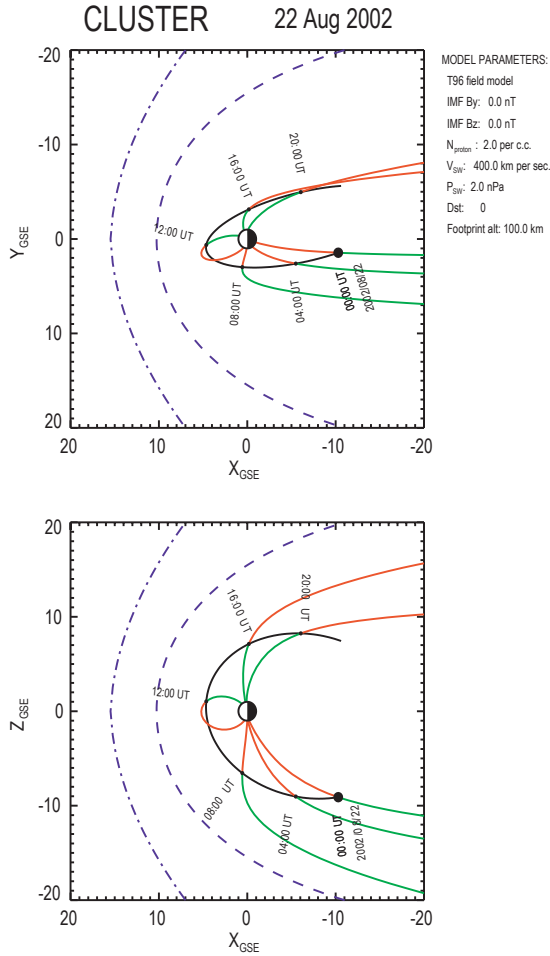 CLUSTER 22 Aug 2002
MODEL PARAMETERS:
T96 field model
IMF By: 0.0 nT
IMF Bz: 0.0 nT
Nproton : 2.0 per c.c.
VSW: 400.0 km per sec.
PSW: 2.0 nPa
Dst: 0
Footprint alt: 100.0 km
-20
-10
0
10
20
YGSE
20:00 UT
16:00 UT
12:00 UT
08:00 UT
04:00 UT
00:00 UT
2002/08/22
20 10 0 -10 -20
XGSE
20
10
0
-10
-20
ZGSE
20:00 UT
16:00 UT
12:00 UT
08:00 UT
04:00 UT
00:00 UT
2002/08/22
20 10 0 -10 -20
XGSE